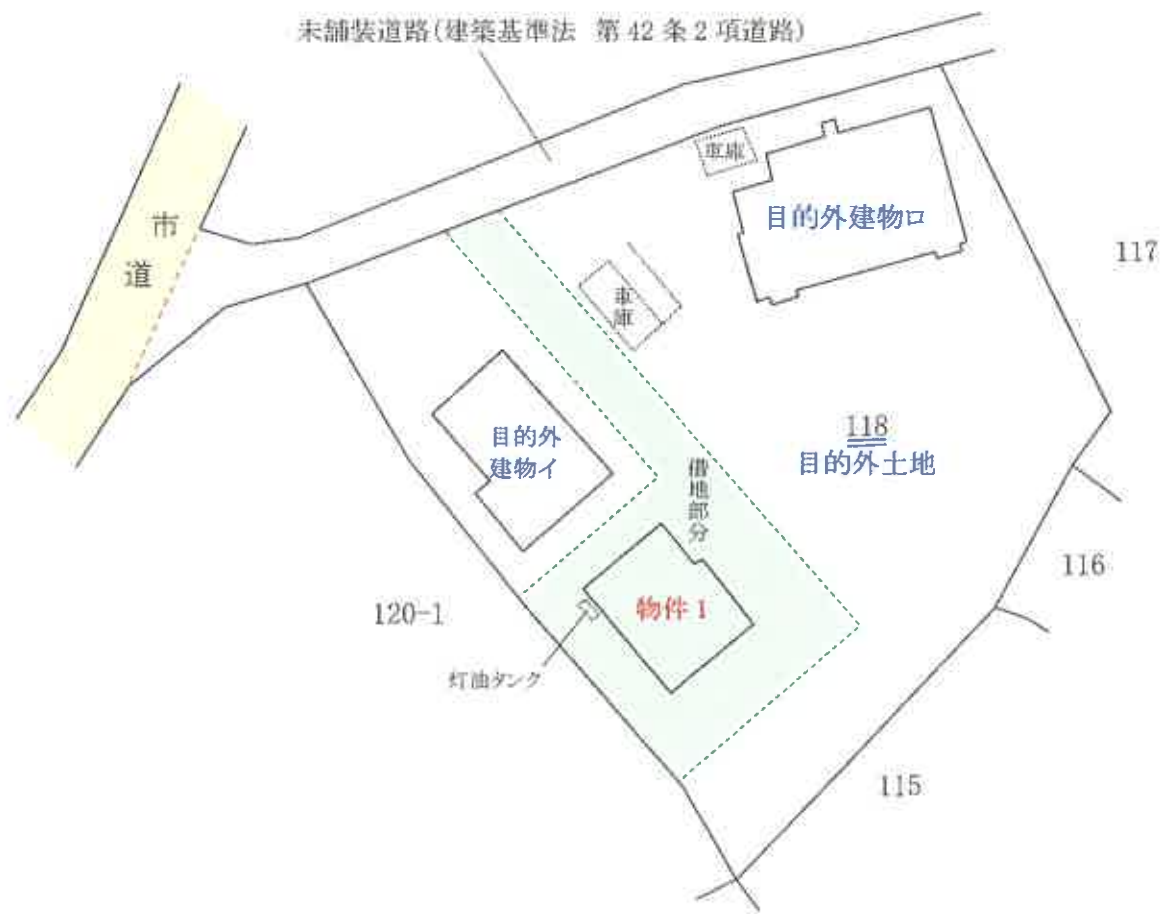 未舗装道路(建築基準法 第42条2項道路)
市道
車庫
目的外建物ロ
117
車庫
118
目的外土地
目的外
建物イ
借地部分
116
物件1
120-1
灯油タンク
115